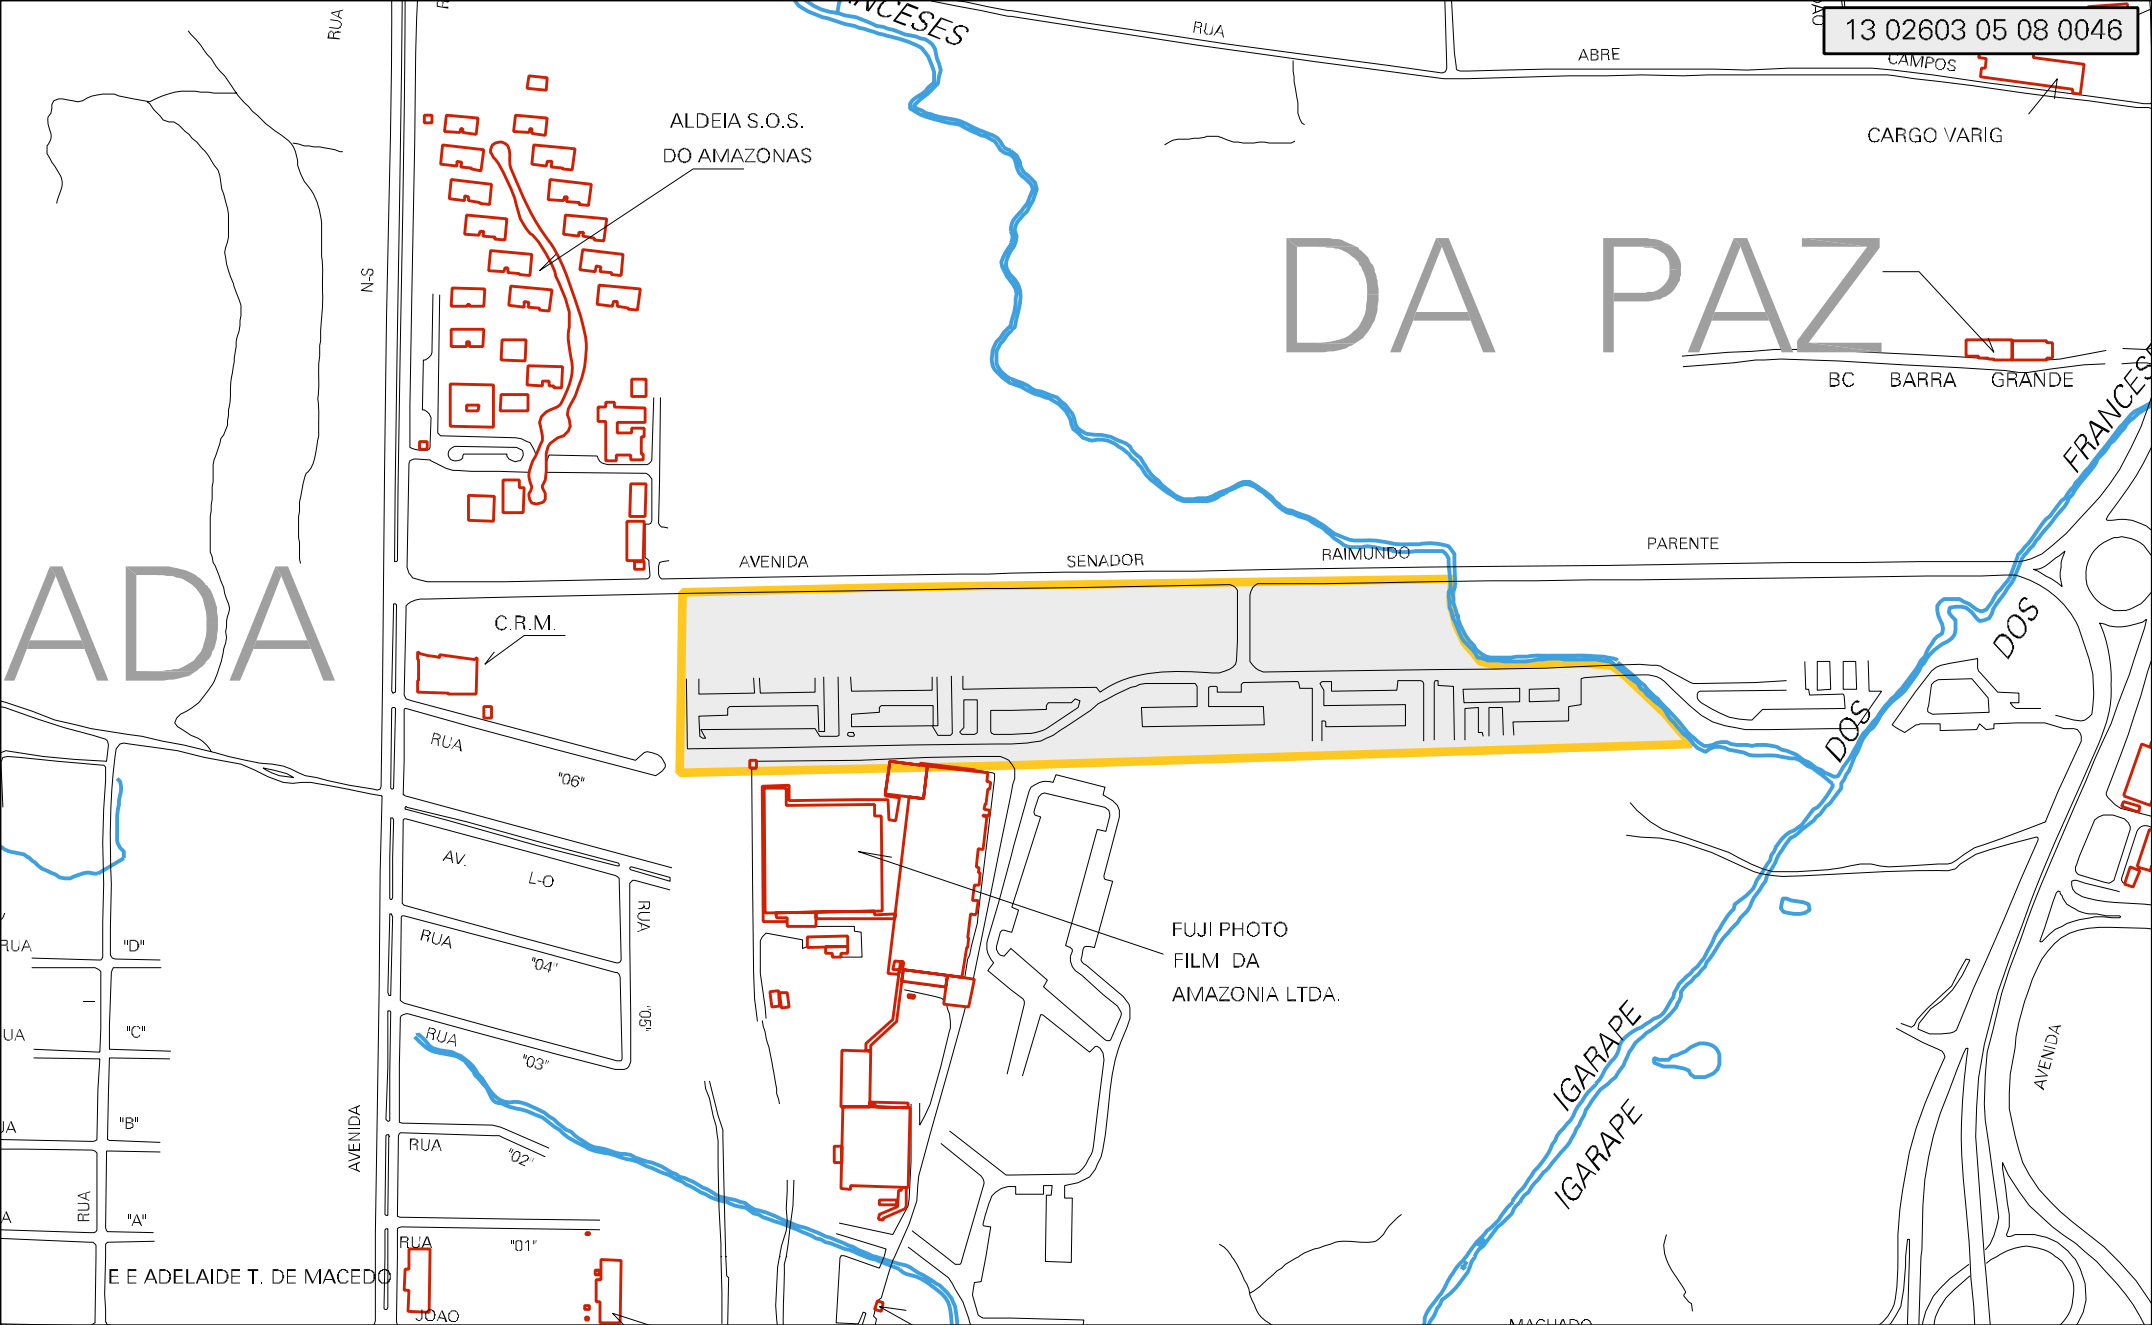 RUA
13 02603 05 08 0046
RUA
ABRE
CAMPOS
ALDEIA S.O.S.
DO AMAZONAS
CARGO VARIG
N-S
DA PAZ
BC BARRA GRANDE
AVENIDA SENADOR RAIMUNDO PARENTE
ADA
C.R.M.
DOS
DOS
RUA
"06"
AV.
L-O
RUA
"05"
RUA
"04"
RUA "D"
"C"
RUA
"03"
FUJI PHOTO
FILM DA
AMAZONIA LTDA.
IGARAPE
IGARAPE
AVENIDA
AVENIDA
"B"
RUA
"02"
RUA
"A"
RUA
"01"
E E ADELAIDE T. DE MACEDO
JOAO